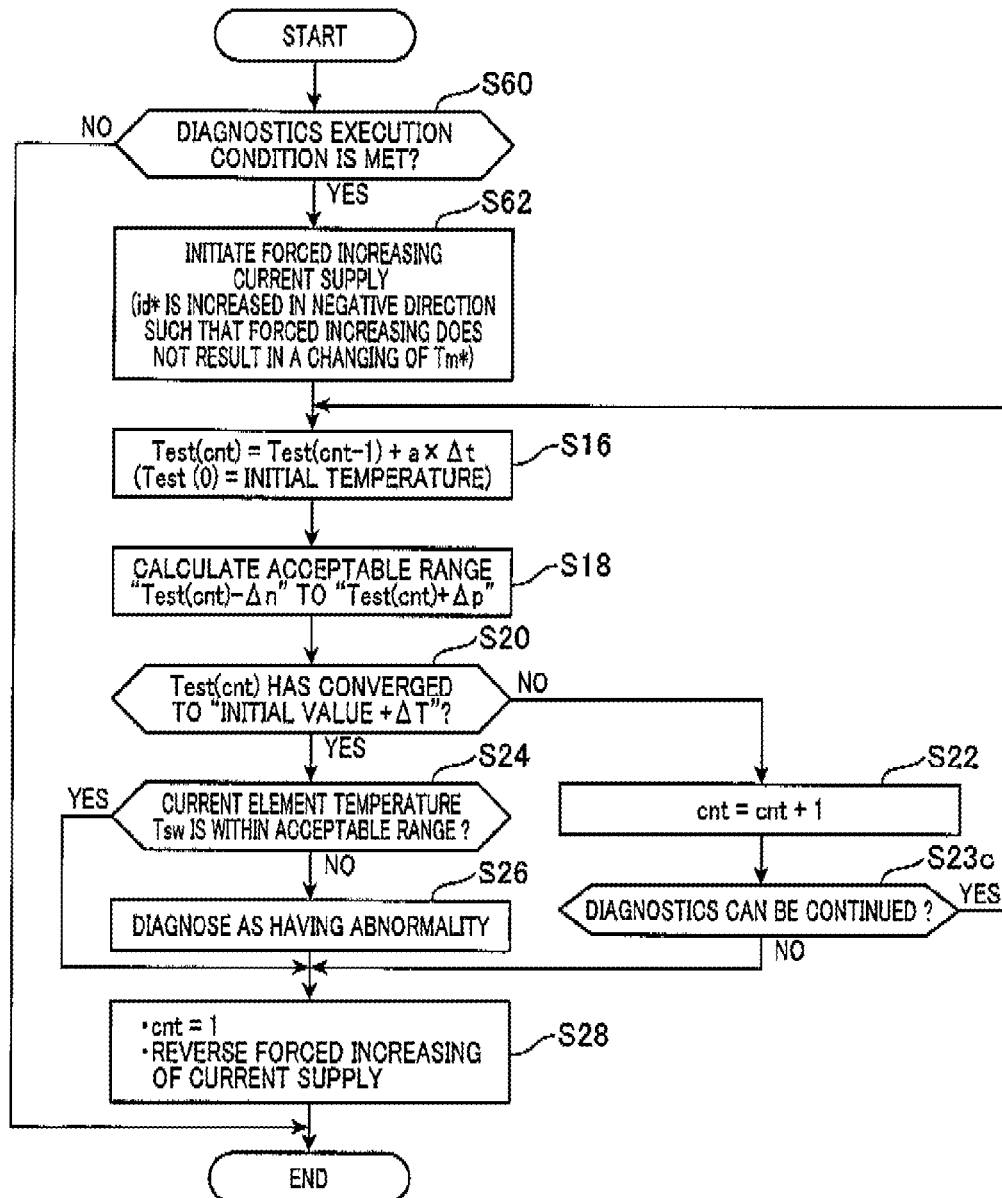 START
S60
NO
DIAGNOSTICS EXECUTION
CONDITION IS MET?
YES
S62
INITIATE FORCED INCREASING
CURRENT SUPPLY
(id* IS INCREASED IN NEGATIVE DIRECTION
SUCH THAT FORCED INCREASING DOES
NOT RESULT IN A CHANGING OF Tm*)
Test(cnt) = Test(cnt-1) + a × Δt
(Test (0) = INITIAL TEMPERATURE)
S16
CALCULATE ACCEPTABLE RANGE
“Test(cnt)-Δn” TO “Test(cnt)+Δp”
S18
S20
Test(cnt) HAS CONVERGED
TO “INITIAL VALUE +ΔT”?
NO
YES
S24
S22
YES
CURRENT ELEMENT TEMPERATURE
Tsw IS WITHIN ACCEPTABLE RANGE ?
cnt = cnt + 1
NO
S26
S23c
DIAGNOSE AS HAVING ABNORMALITY
DIAGNOSTICS CAN BE CONTINUED ?
YES
NO
・cnt = 1
・REVERSE FORCED INCREASING
OF CURRENT SUPPLY
S28
END